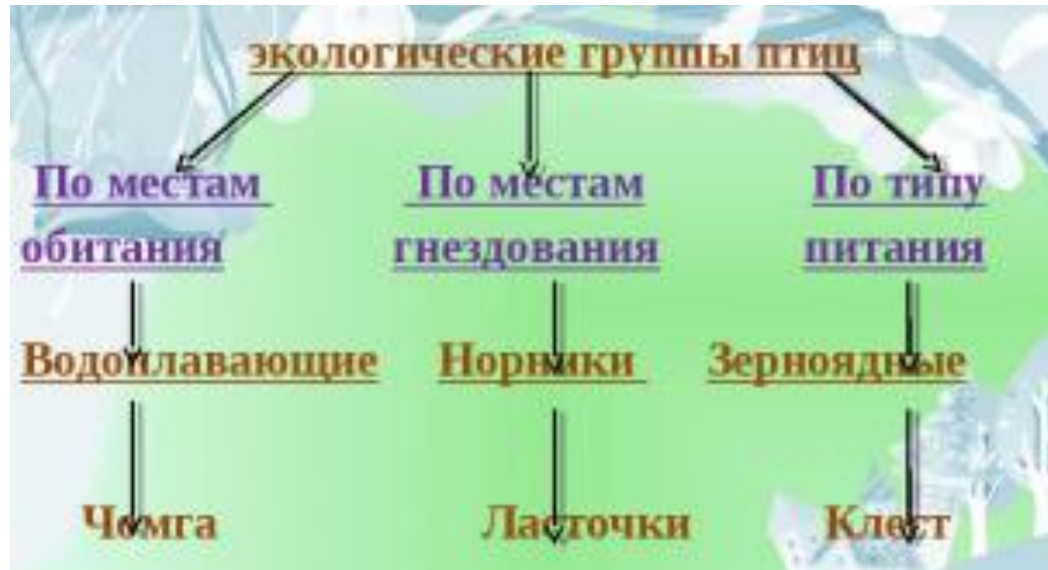 экологические группы птиц
По местам По местам По типу
обитания гнездования питания
Водоплавающие Норники Зерноядные
Чомга Ласточки Клест